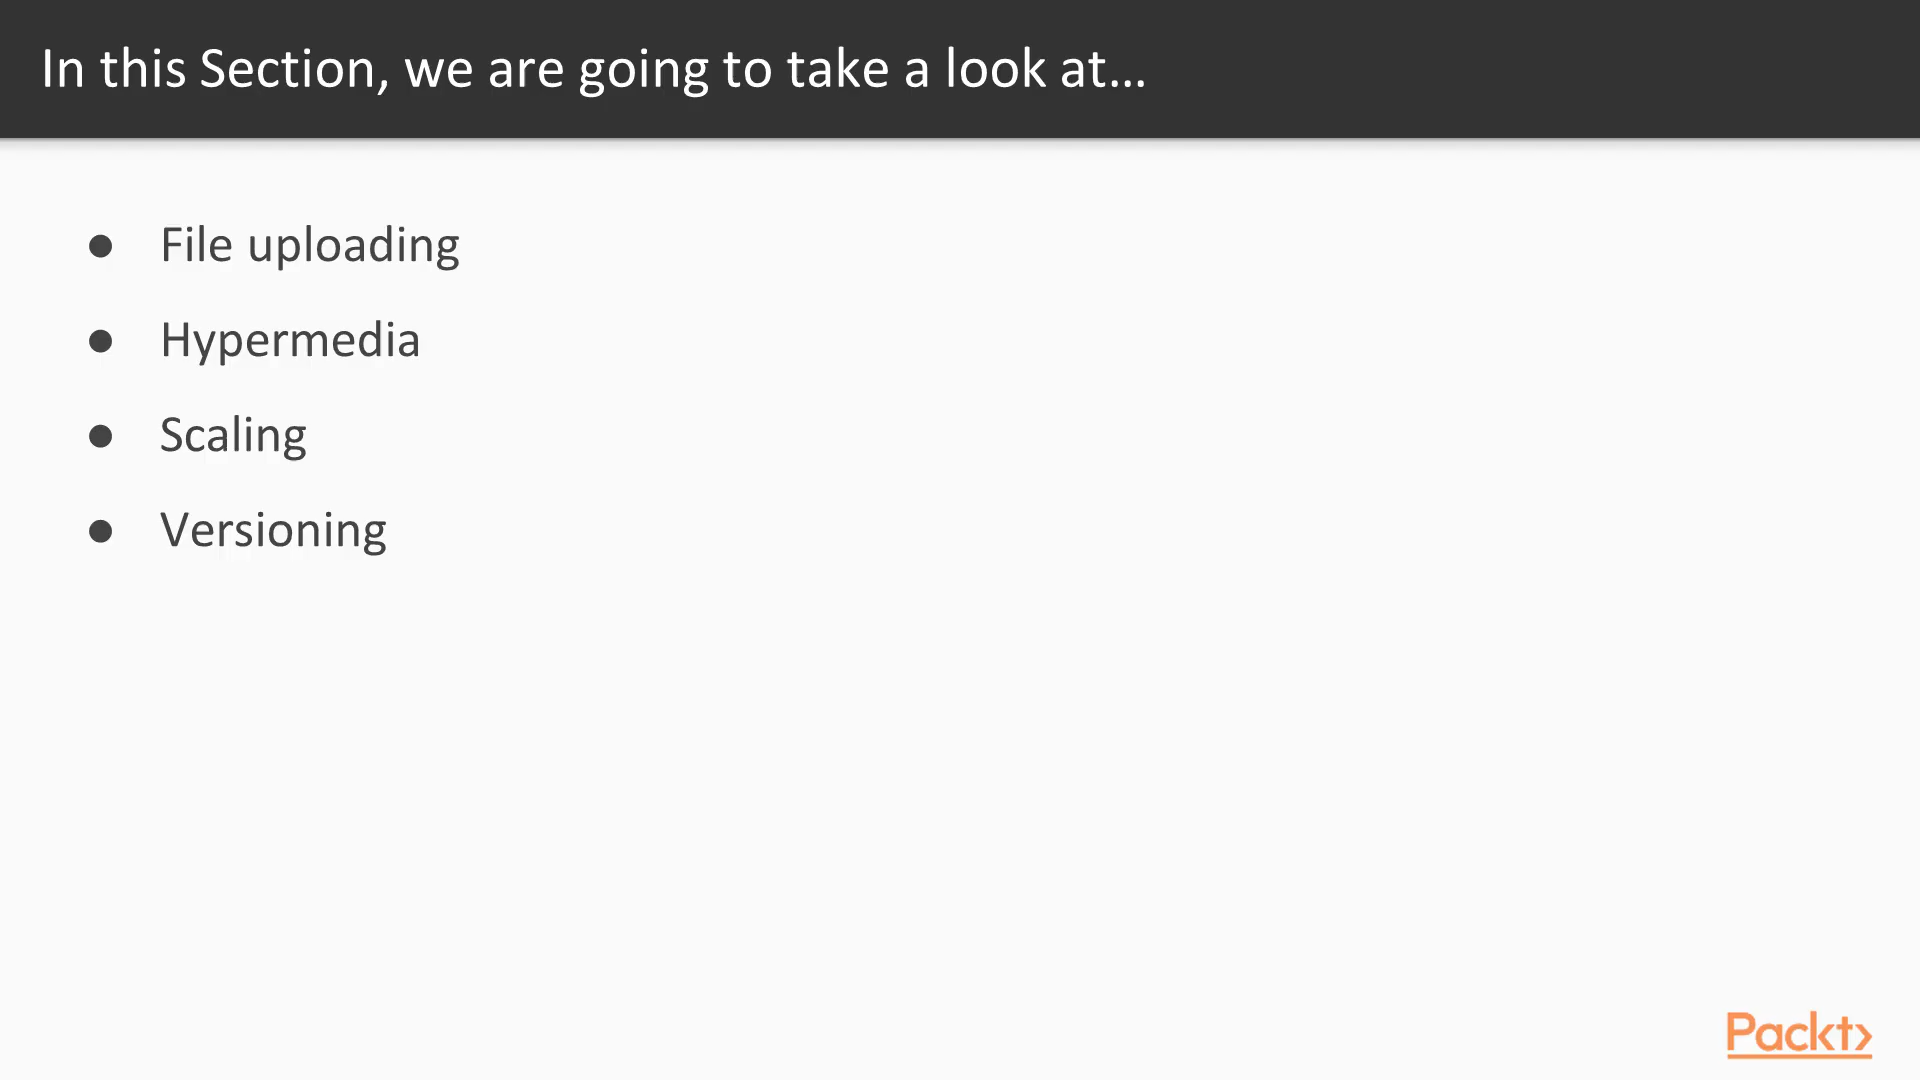 In this Section, we are going to take a look at...
● File uploading
● Hypermedia
● Scaling
● Versioning
Packt>